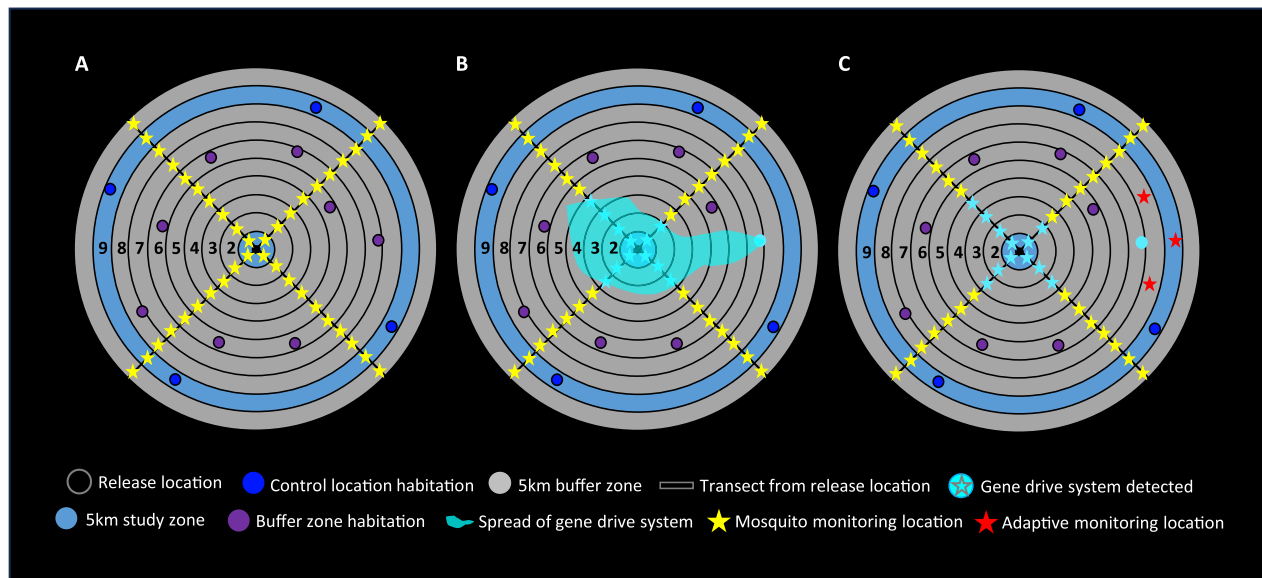 A B C
9 8 7 6 5 4 3 2 9 8 7 6 5 4 3 2 9 8 7 6 5 4 3 2
Release location Control location habitation 5km buffer zone Transect from release location Gene drive system detected
5km study zone Buffer zone habitation Spread of gene drive system Mosquito monitoring location Adaptive monitoring location